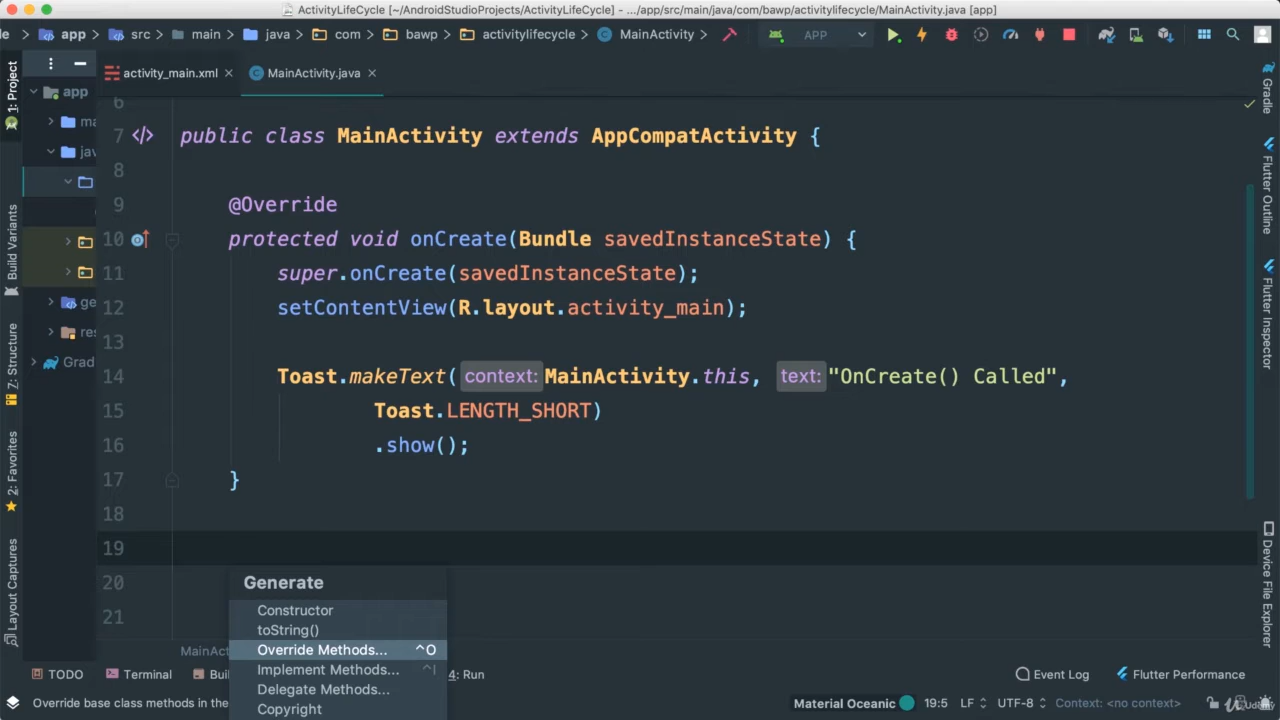 ActivityLifeCycle [~/AndroidStudioProjects/ActivityLifeCycle] - .../app/src/main/java/com/bawp/activitylifecycle/MainActivity.java [app]
app src main java com bawp activitylifecycle MainActivity APP
1: Project
activity_main.xml MainActivity.java
Gradle
app
6
7 public class MainActivity extends AppCompatActivity {
8
9 @Override
10 protected void onCreate(Bundle savedInstanceState) {
11 super.onCreate(savedInstanceState);
12 setContentView(R.layout.activity_main);
13
14 Toast.makeText( context: MainActivity.this, text: "OnCreate() Called",
15 Toast.LENGTH_SHORT)
16 .show();
17 }
18
19
20
21
Build Variants
7: Structure
2: Favorites
Layout Captures
Flutter Outline
Flutter Inspector
Device File Explorer
Generate
Constructor
toString()
Override Methods... ^O
Implement Methods... ^I
Delegate Methods...
Copyright
TODO Terminal 4: Run Event Log Flutter Performance
Override base class methods in the Material Oceanic 19:5 LF UTF-8 Context: <no context>